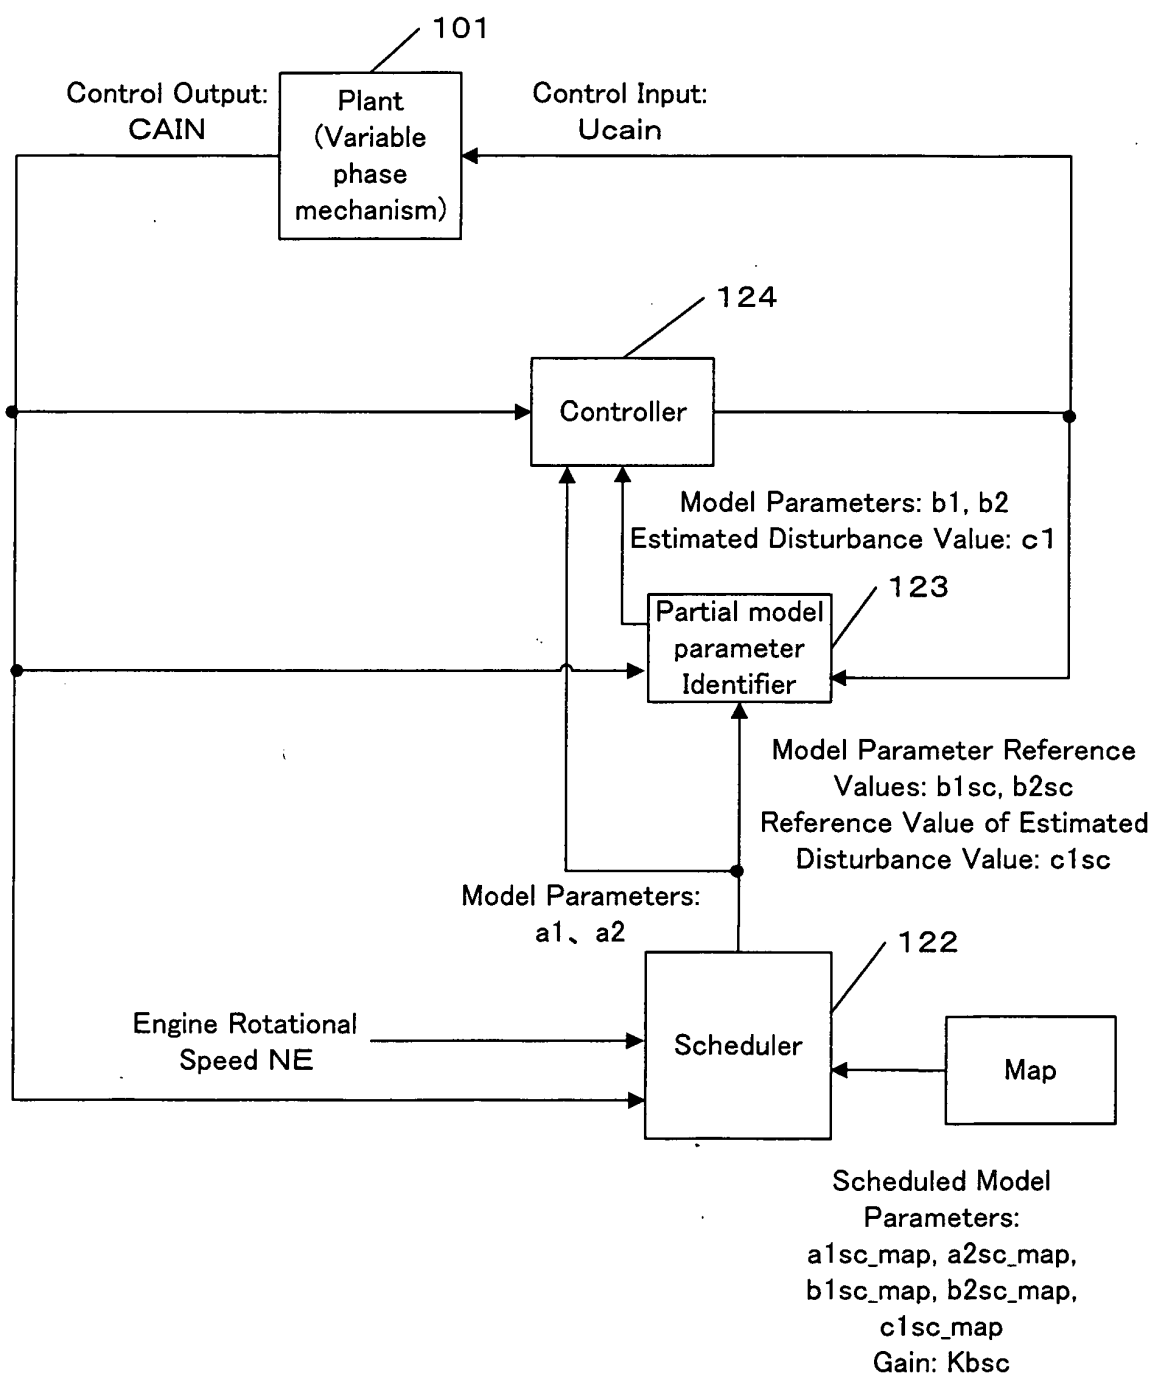 101
Control Output:
CAIN
Plant
(Variable
phase
mechanism)
Control Input:
Ucain
124
Controller
Model Parameters: b1, b2
Estimated Disturbance Value: c1
123
Partial model
parameter
Identifier
Model Parameter Reference
Values: b1sc, b2sc
Reference Value of Estimated
Disturbance Value: c1sc
Model Parameters:
a1、a2
122
Engine Rotational
Speed NE
Scheduler
Map
Scheduled Model
Parameters:
a1sc_map, a2sc_map,
b1sc_map, b2sc_map,
c1sc_map
Gain: Kbsc